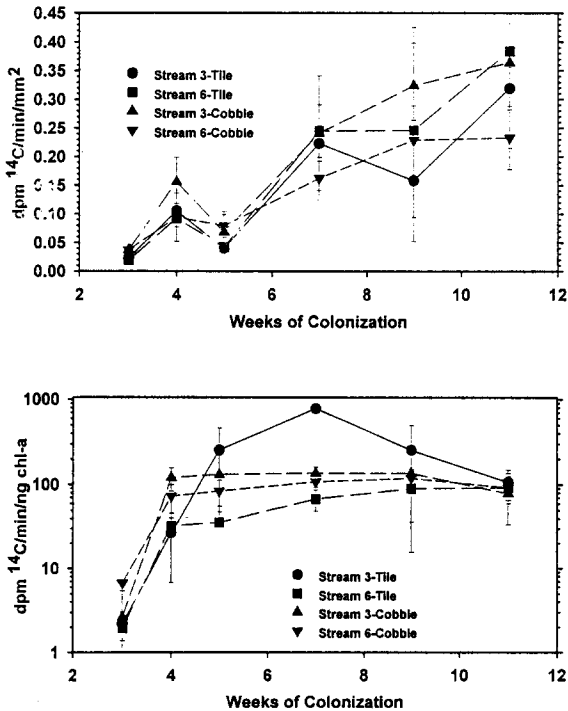 0.45
0.40
0.35
0.30
0.25
0.20
0.15
0.10
0.05
0.00
dpm ¹⁴C/min/mm²
Stream 3-Tile
Stream 6-Tile
Stream 3-Cobble
Stream 6-Cobble
2 4 6 8 10 12
Weeks of Colonization
1000
100
10
1
dpm ¹⁴C/min/ng chl-a
Stream 3-Tile
Stream 6-Tile
Stream 3-Cobble
Stream 6-Cobble
2 4 6 8 10 12
Weeks of Colonization